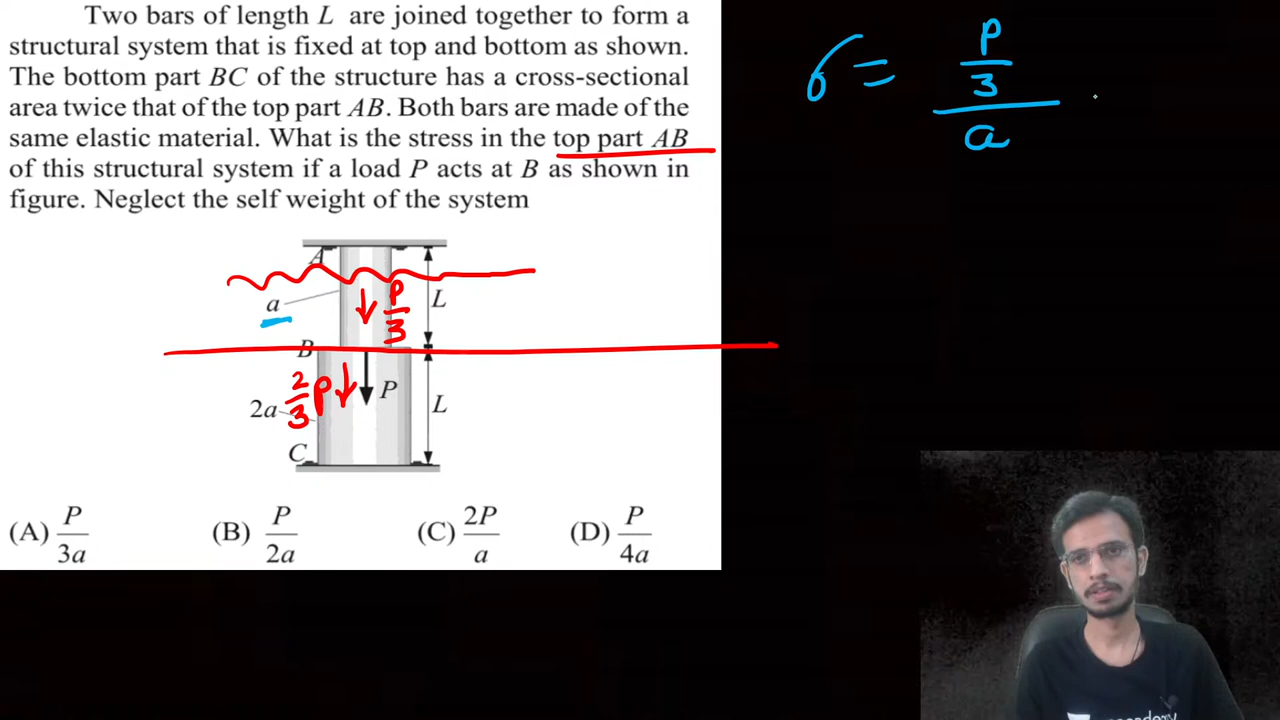 Two bars of length L are joined together to form a
structural system that is fixed at top and bottom as shown.
The bottom part BC of the structure has a cross-sectional
area twice that of the top part AB. Both bars are made of the
same elastic material. What is the stress in the top part AB
of this structural system if a load P acts at B as shown in
figure. Neglect the self weight of the system
σ = (P/3)/a
A
a
P/3
L
B
2/3 P
P
2a
L
C
(A) P/3a (B) P/2a (C) 2P/a (D) P/4a